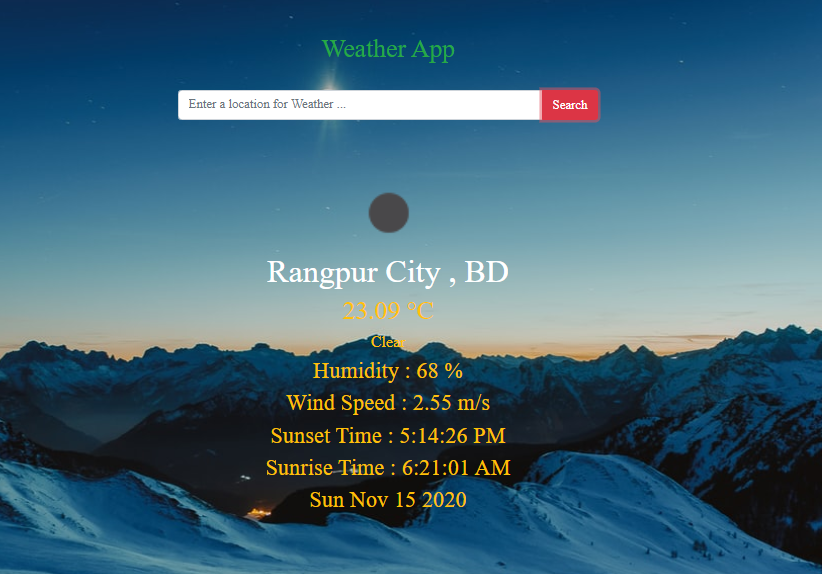 Weather App
Enter a location for Weather ... Search
Rangpur City , BD
23.09 °C
Clear
Humidity : 68 %
Wind Speed : 2.55 m/s
Sunset Time : 5:14:26 PM
Sunrise Time : 6:21:01 AM
Sun Nov 15 2020